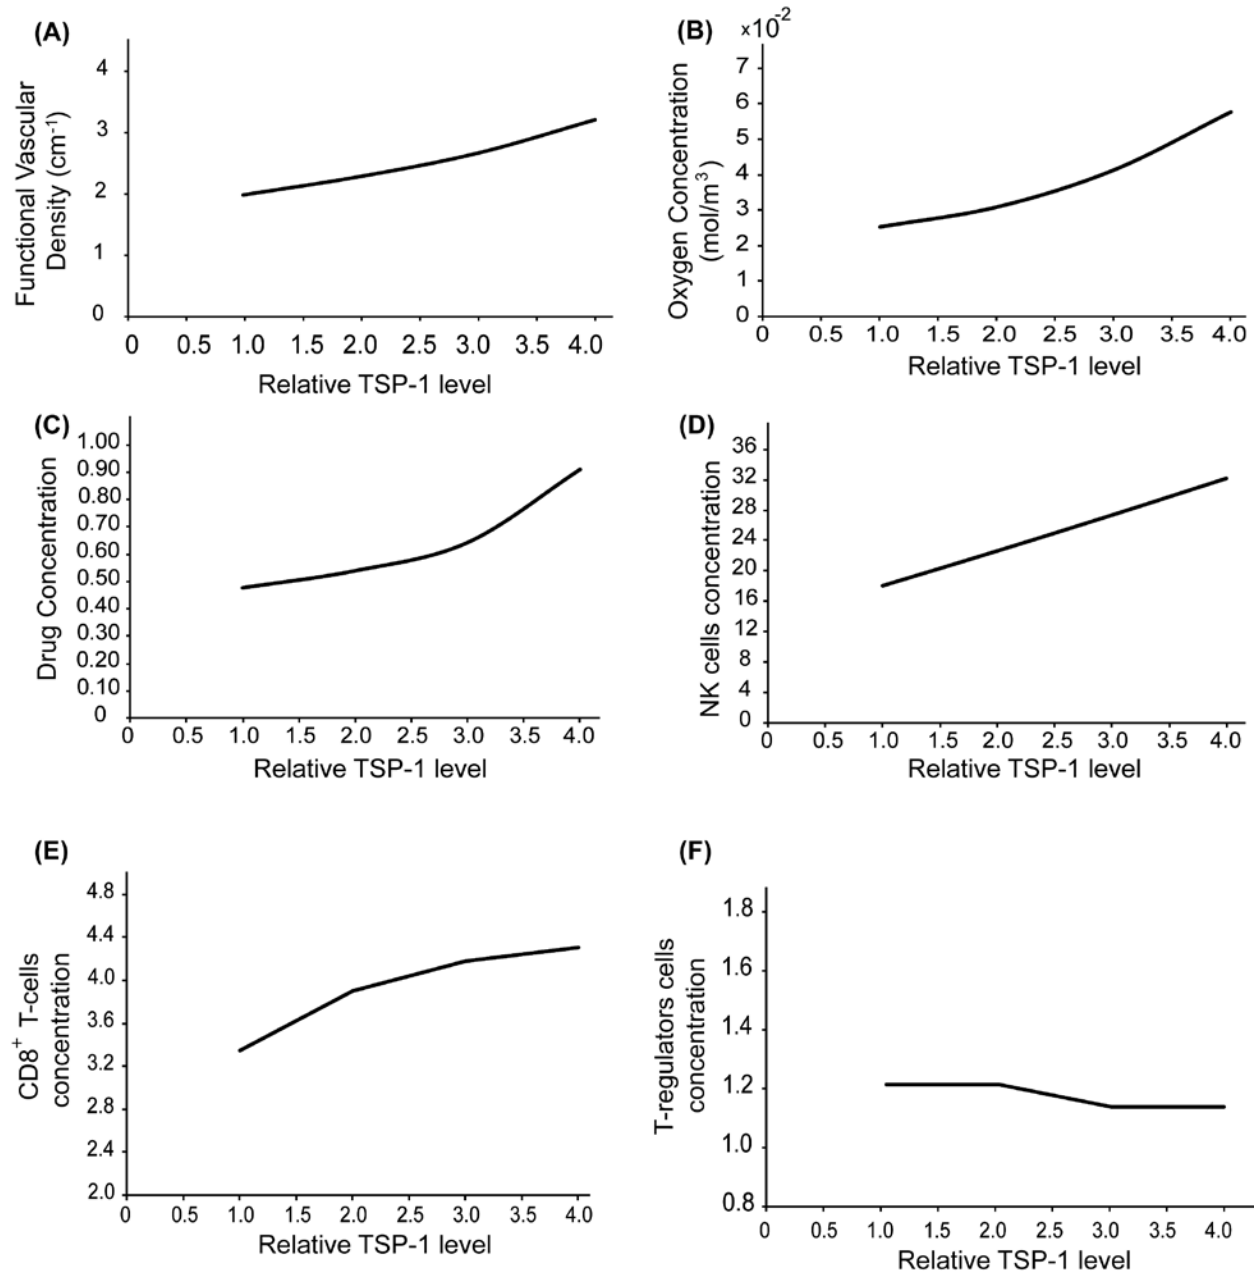 (A)
Functional Vascular
Density (cm⁻¹)
4
3
2
1
0
0 0.5 1.0 1.5 2.0 2.5 3.0 3.5 4.0
Relative TSP-1 level
(B)
×10⁻²
Oxygen Concentration
(mol/m³)
7
6
5
4
3
2
1
0
0 0.5 1.0 1.5 2.0 2.5 3.0 3.5 4.0
Relative TSP-1 level
(C)
Drug Concentration
1.00
0.90
0.80
0.70
0.60
0.50
0.40
0.30
0.20
0.10
0
0 0.5 1.0 1.5 2.0 2.5 3.0 3.5 4.0
Relative TSP-1 level
(D)
NK cells concentration
36
32
28
24
20
16
12
8
4
0
0 0.5 1.0 1.5 2.0 2.5 3.0 3.5 4.0
Relative TSP-1 level
(E)
CD8⁺ T-cells
concentration
4.8
4.4
4.0
3.6
3.2
2.8
2.4
2.0
0 0.5 1.0 1.5 2.0 2.5 3.0 3.5 4.0
Relative TSP-1 level
(F)
T-regulators cells
concentration
1.8
1.6
1.4
1.2
1.0
0.8
0 0.5 1.0 1.5 2.0 2.5 3.0 3.5 4.0
Relative TSP-1 level